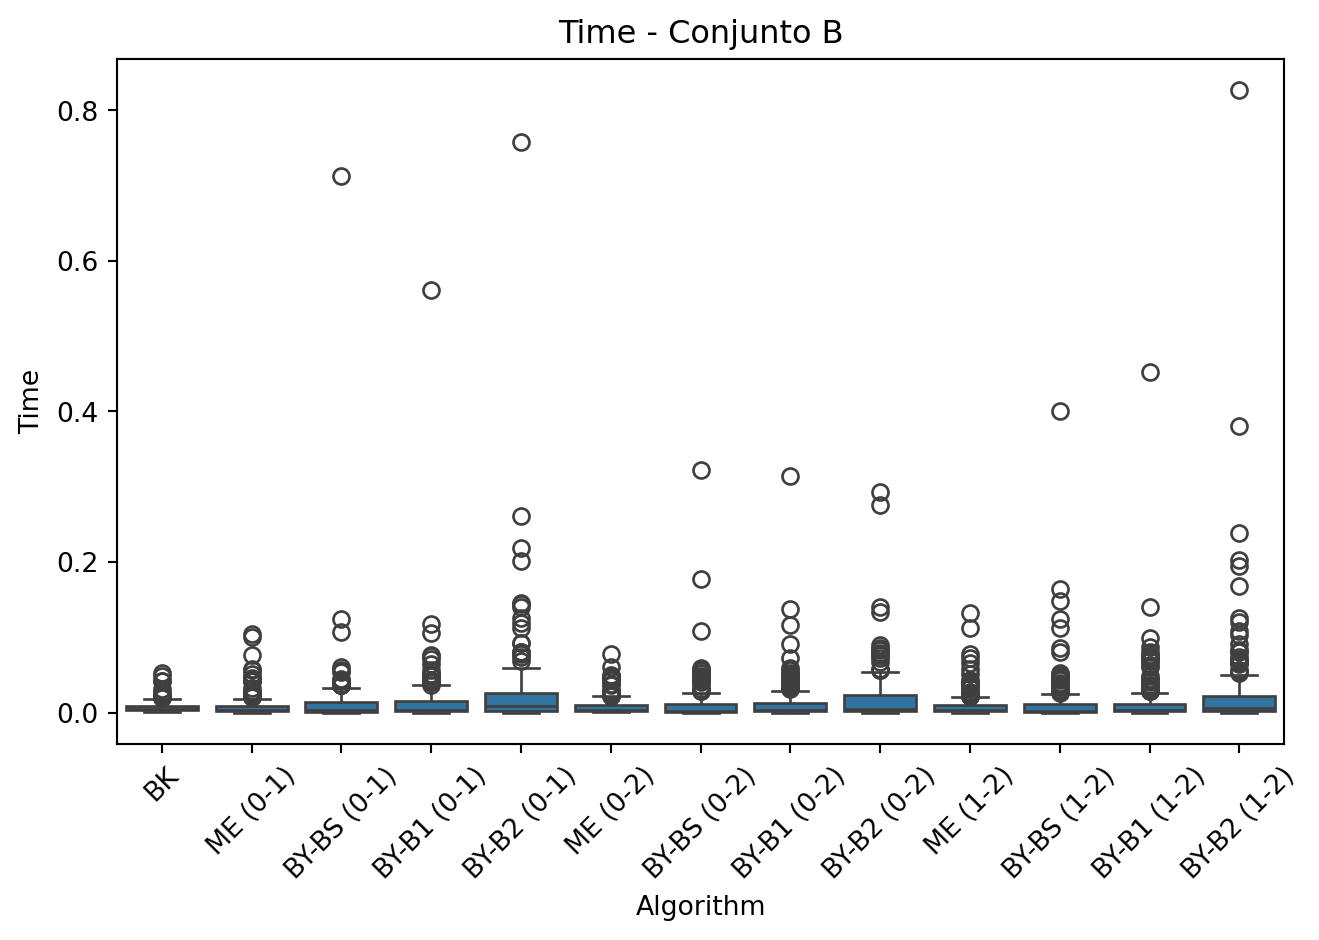 Time - Conjunto B
Time
0.8
0.6
0.4
0.2
0.0
BK
ME (0-1)
BY-BS (0-1)
BY-B1 (0-1)
BY-B2 (0-1)
ME (0-2)
BY-BS (0-2)
BY-B1 (0-2)
BY-B2 (0-2)
ME (1-2)
BY-BS (1-2)
BY-B1 (1-2)
BY-B2 (1-2)
Algorithm